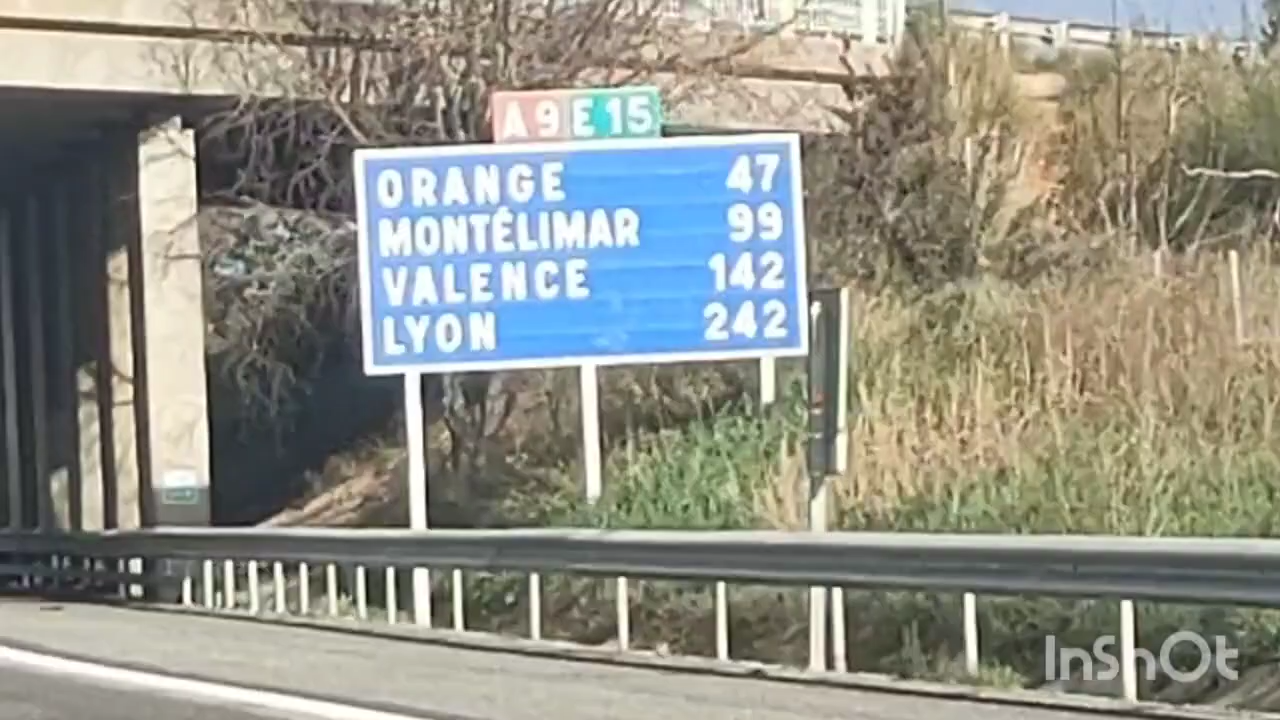 A9 E15
ORANGE 47
MONTÉLIMAR 99
VALENCE 142
LYON 242
InShOt